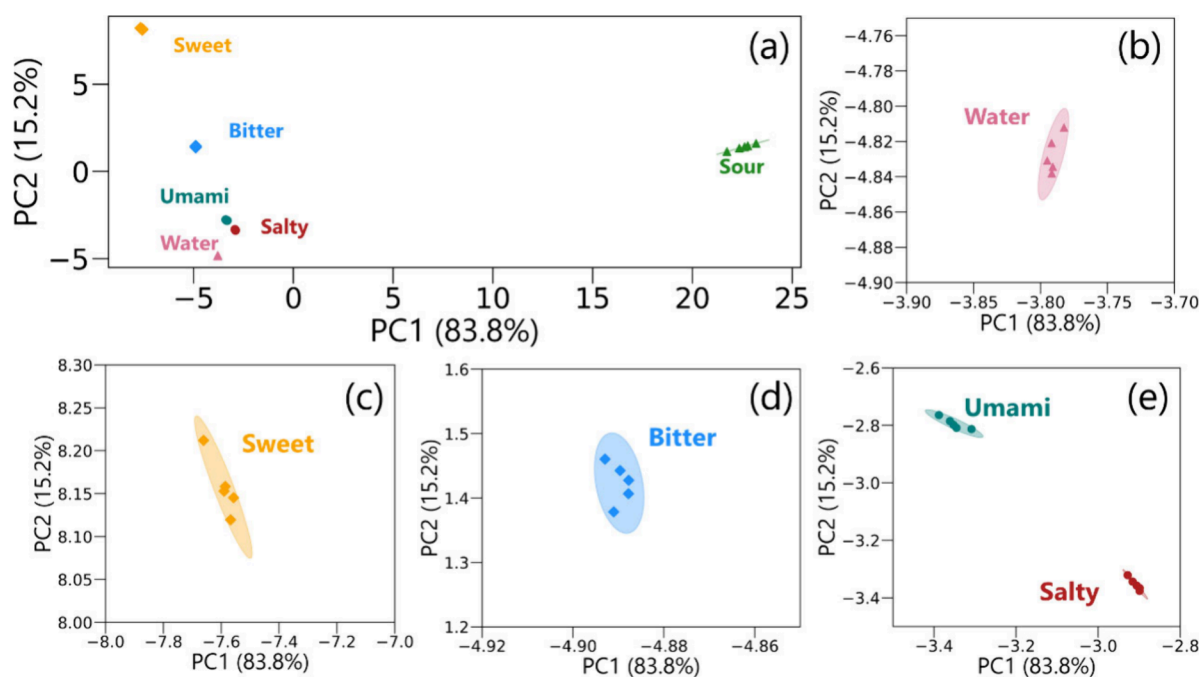 (a)
Sweet
Bitter
Umami
Salty
Water
Sour
5
0
−5
PC2 (15.2%)
−5 0 5 10 15 20 25
PC1 (83.8%)
(b)
Water
−4.76
−4.78
−4.80
−4.82
−4.84
−4.86
−4.88
−4.90
PC2 (15.2%)
−3.90 −3.85 −3.80 −3.75 −3.70
PC1 (83.8%)
(c)
Sweet
8.30
8.25
8.20
8.15
8.10
8.05
8.00
PC2 (15.2%)
−8.0 −7.8 −7.6 −7.4 −7.2 −7.0
PC1 (83.8%)
(d)
Bitter
1.6
1.5
1.4
1.3
1.2
PC2 (15.2%)
−4.92 −4.90 −4.88 −4.86
PC1 (83.8%)
(e)
Umami
Salty
−2.6
−2.8
−3.0
−3.2
−3.4
PC2 (15.2%)
−3.4 −3.2 −3.0 −2.8
PC1 (83.8%)